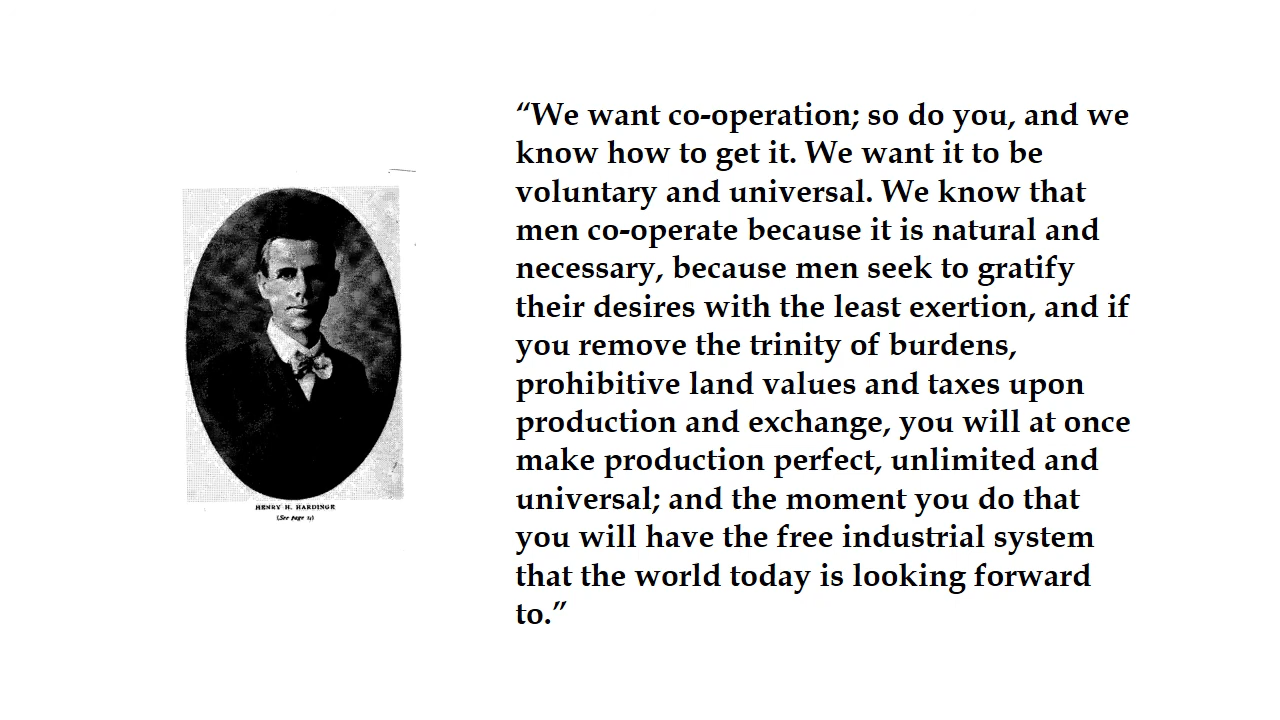 “We want co-operation; so do you, and we
know how to get it. We want it to be
voluntary and universal. We know that
men co-operate because it is natural and
necessary, because men seek to gratify
their desires with the least exertion, and if
you remove the trinity of burdens,
prohibitive land values and taxes upon
production and exchange, you will at once
make production perfect, unlimited and
universal; and the moment you do that
you will have the free industrial system
that the world today is looking forward
to.”
HENRY H. HARDINGE
(See page